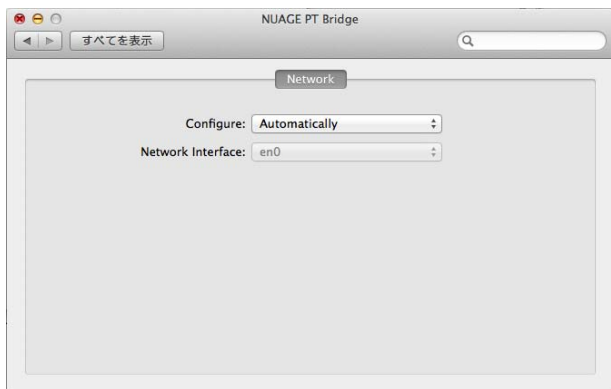 NUAGE PT Bridge
すべてを表示
Network
Configure: Automatically
Network Interface: en0